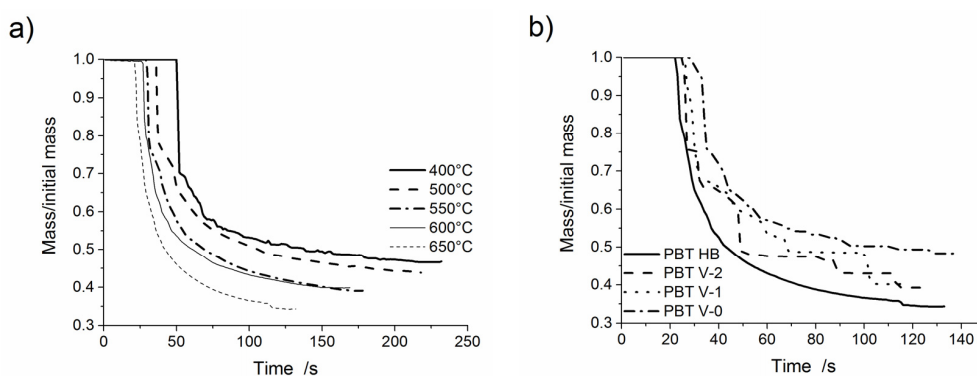 a)
1.0
0.9
0.8
0.7
0.6
0.5
0.4
0.3
Mass/initial mass
400°C
500°C
550°C
600°C
650°C
0 50 100 150 200 250
Time /s
b)
1.0
0.9
0.8
0.7
0.6
0.5
0.4
0.3
Mass/initial mass
PBT HB
PBT V-2
PBT V-1
PBT V-0
0 20 40 60 80 100 120 140
Time /s